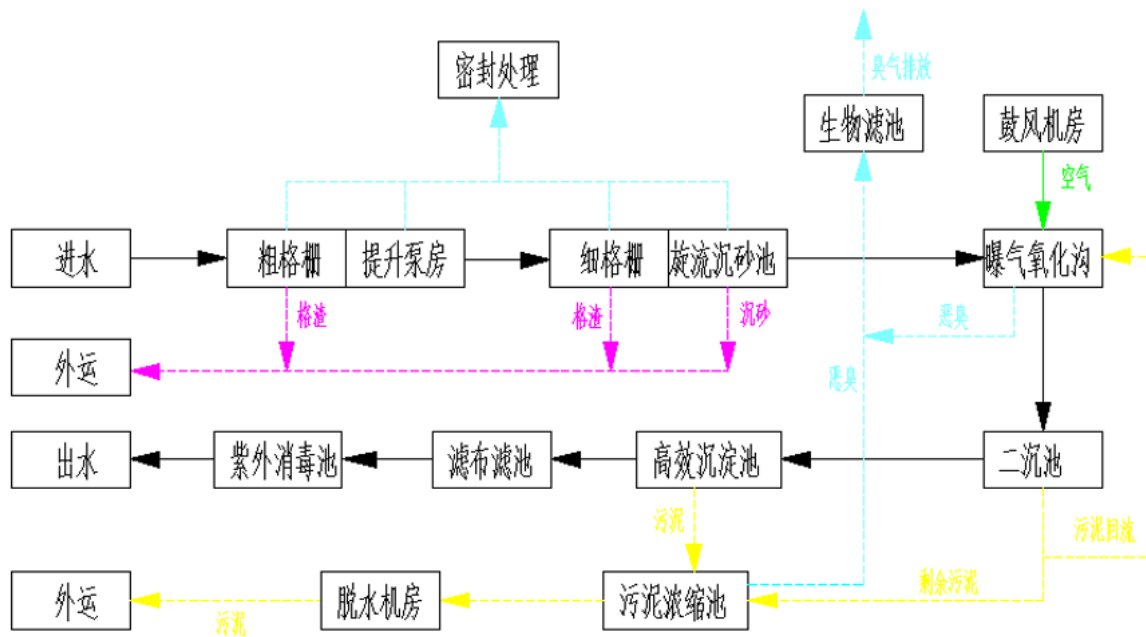 密封处理
臭气排放
生物滤池
鼓风机房
空气
进水
粗格栅
提升泵房
细格栅
旋流沉砂池
曝气氧化沟
格渣
格渣
沉砂
恶臭
外运
恶臭
出水
紫外消毒池
滤布滤池
高效沉淀池
二沉池
污泥
污泥回流
外运
污泥
脱水机房
污泥浓缩池
剩余污泥